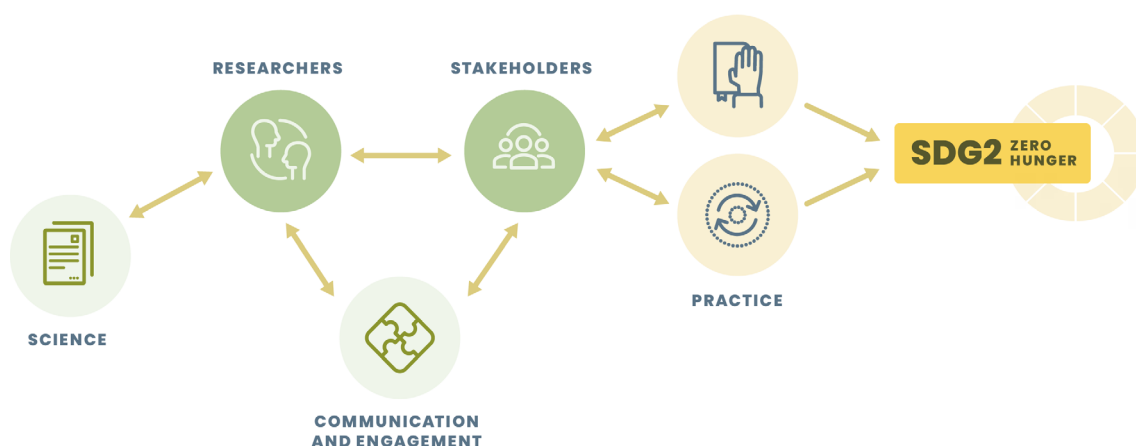 RESEARCHERS
STAKEHOLDERS
SDG2 ZERO
HUNGER
PRACTICE
SCIENCE
COMMUNICATION
AND ENGAGEMENT